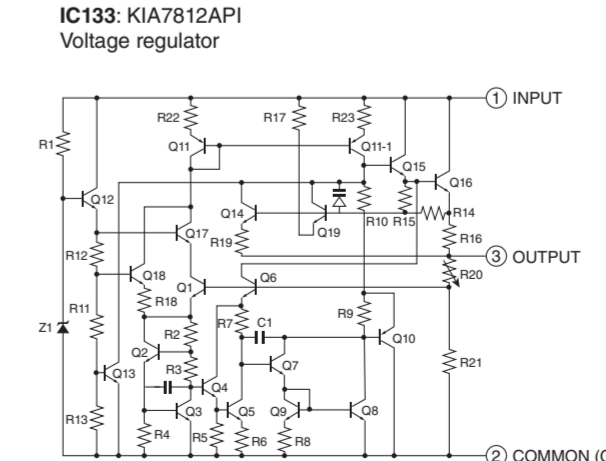 IC133: KIA7812API
Voltage regulator
1 INPUT
R22 R17 R23
R1 Q11 Q11-1
Q15
Q12 Q16
Q14 Q19 R10 R15 R14
Q17 R19 R16
R12 3 OUTPUT
Q18 Q1 Q6 R20
R18
R11 R7 C1 R9
Z1 R2 Q10
Q2 R3 Q7 R21
Q13 Q4
Q3 Q5 Q9 Q8
R13 R4 R5 R6 R8
2 COMMON (G